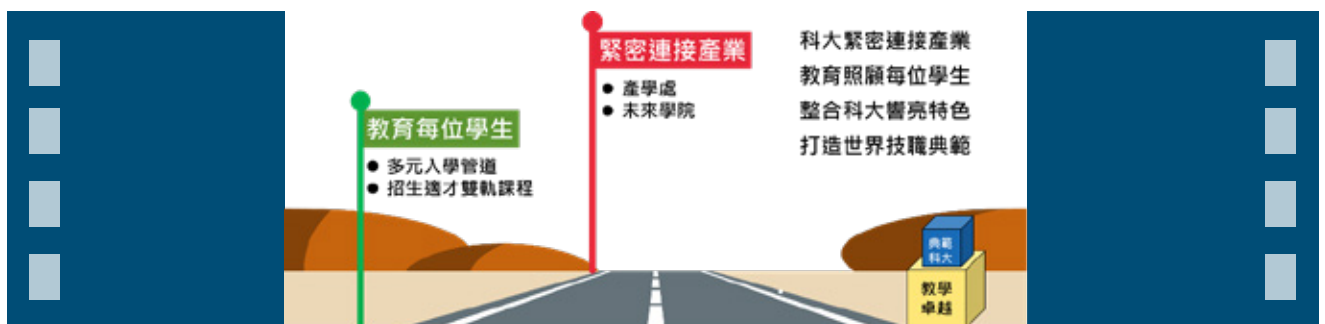 緊密連接產業
● 產學處
● 未來學院
教育每位學生
● 多元入學管道
● 招生適才雙軌課程
科大緊密連接產業
教育照顧每位學生
整合科大響亮特色
打造世界技職典範
典範
科大
教學
卓越